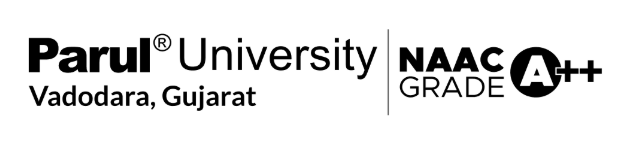 Parul® University
Vadodara, Gujarat
NAAC
GRADE A++